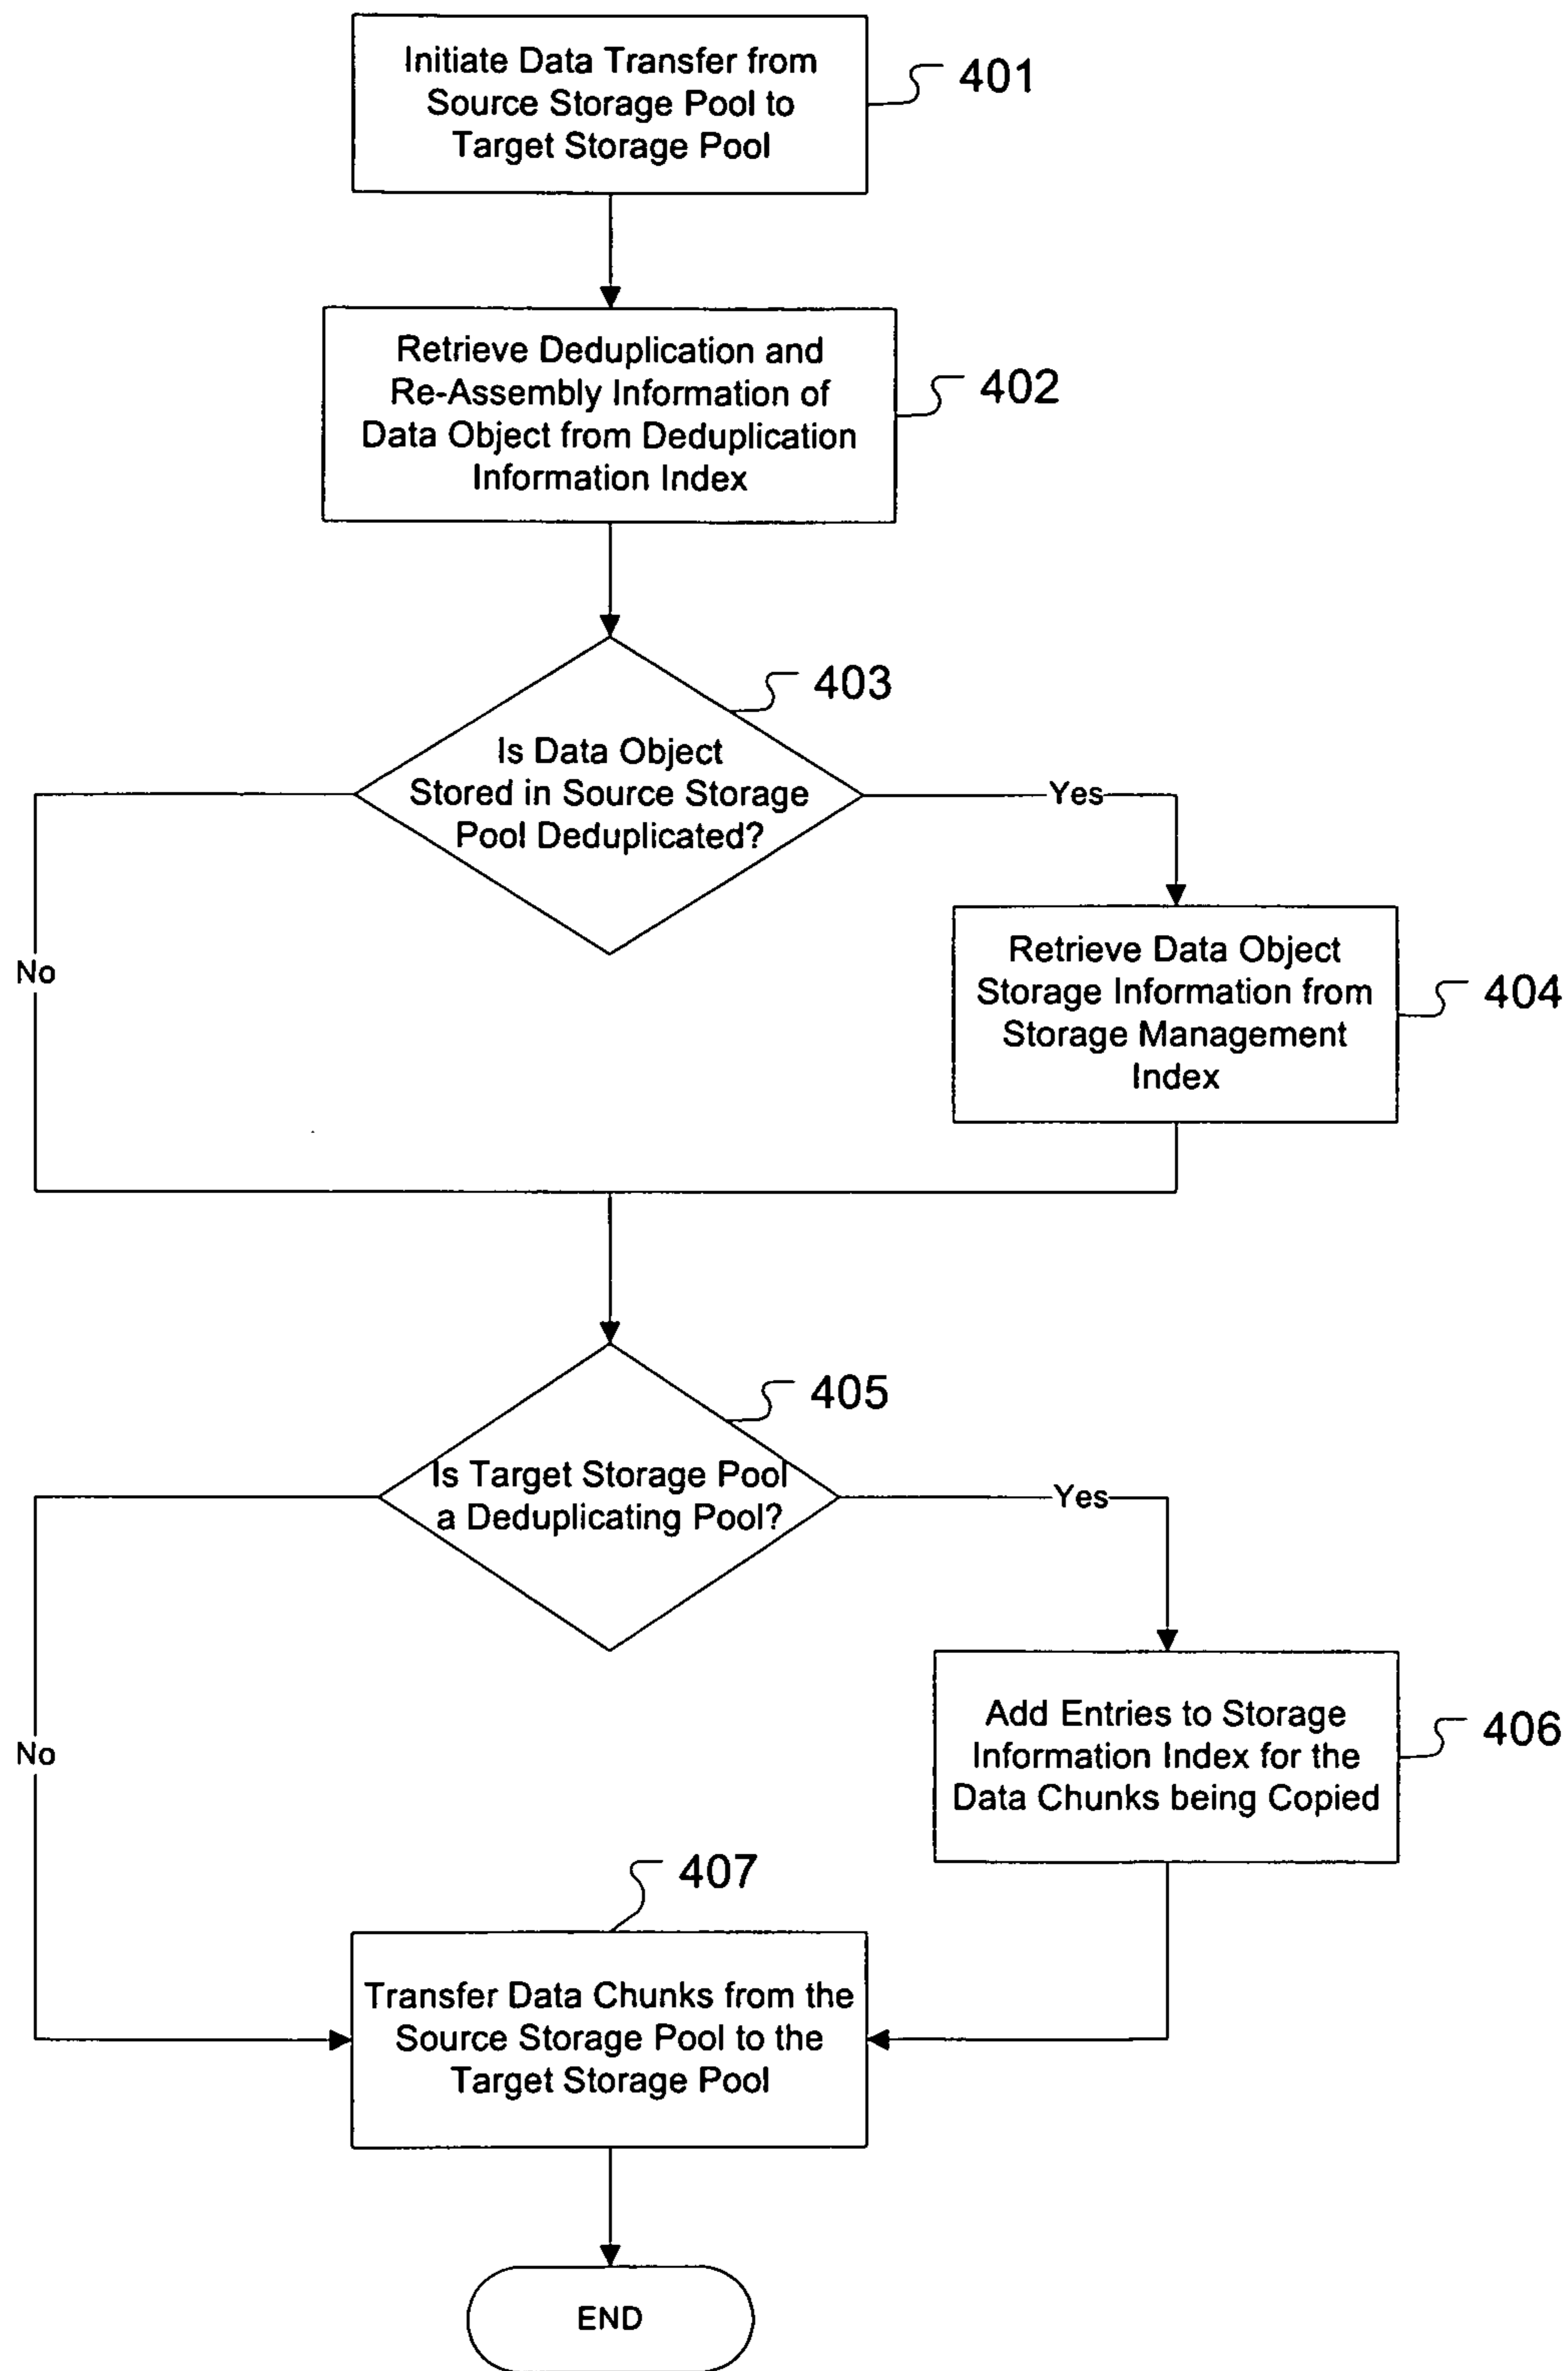 Initiate Data Transfer from
Source Storage Pool to
Target Storage Pool
401
Retrieve Deduplication and
Re-Assembly Information of
Data Object from Deduplication
Information Index
402
403
Is Data Object
Stored in Source Storage
Pool Deduplicated?
Yes
No
Retrieve Data Object
Storage Information from
Storage Management
Index
404
405
Is Target Storage Pool
a Deduplicating Pool?
Yes
No
Add Entries to Storage
Information Index for the
Data Chunks being Copied
406
407
Transfer Data Chunks from the
Source Storage Pool to the
Target Storage Pool
END